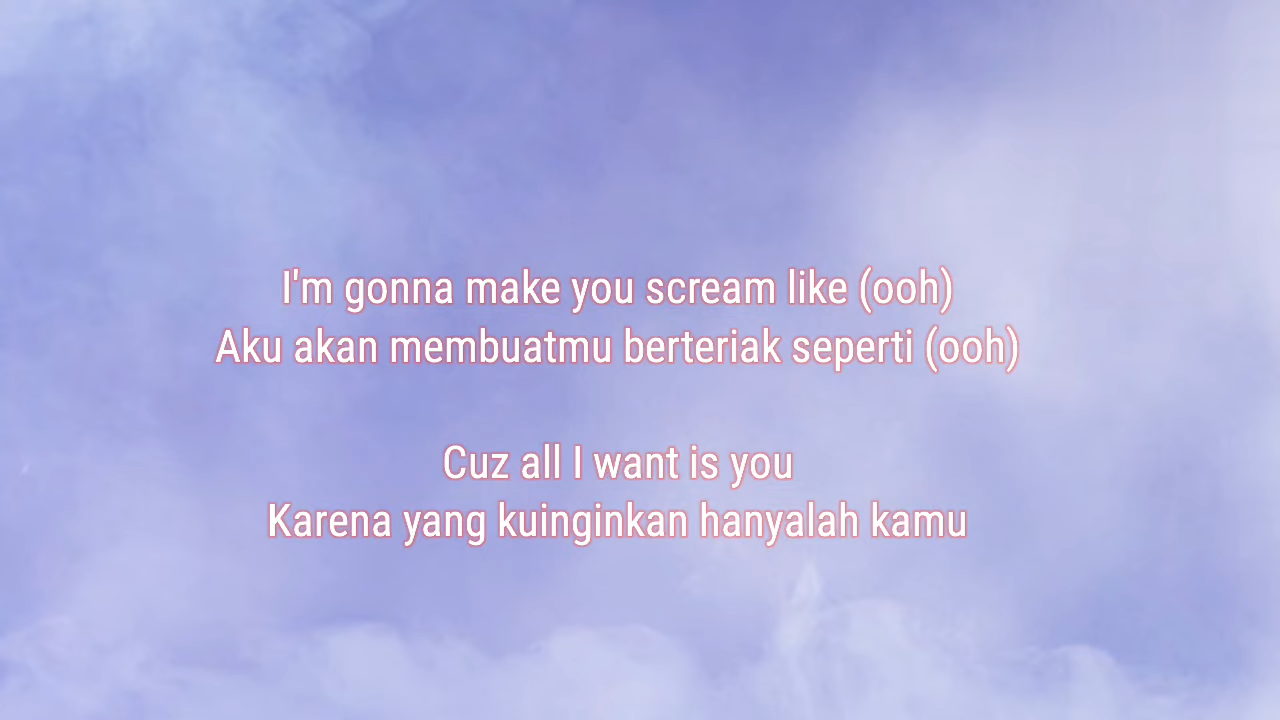 I'm gonna make you scream like (ooh)
Aku akan membuatmu berteriak seperti (ooh)
Cuz all I want is you
Karena yang kuinginkan hanyalah kamu